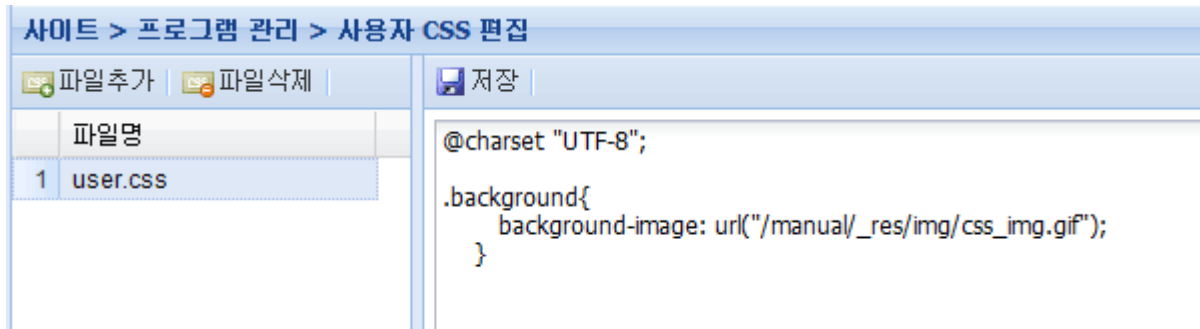 사이트 > 프로그램 관리 > 사용자 CSS 편집
파일추가 파일삭제 저장
파일명
1 user.css
@charset "UTF-8";
.background{
background-image: url("/manual/_res/img/css_img.gif");
}